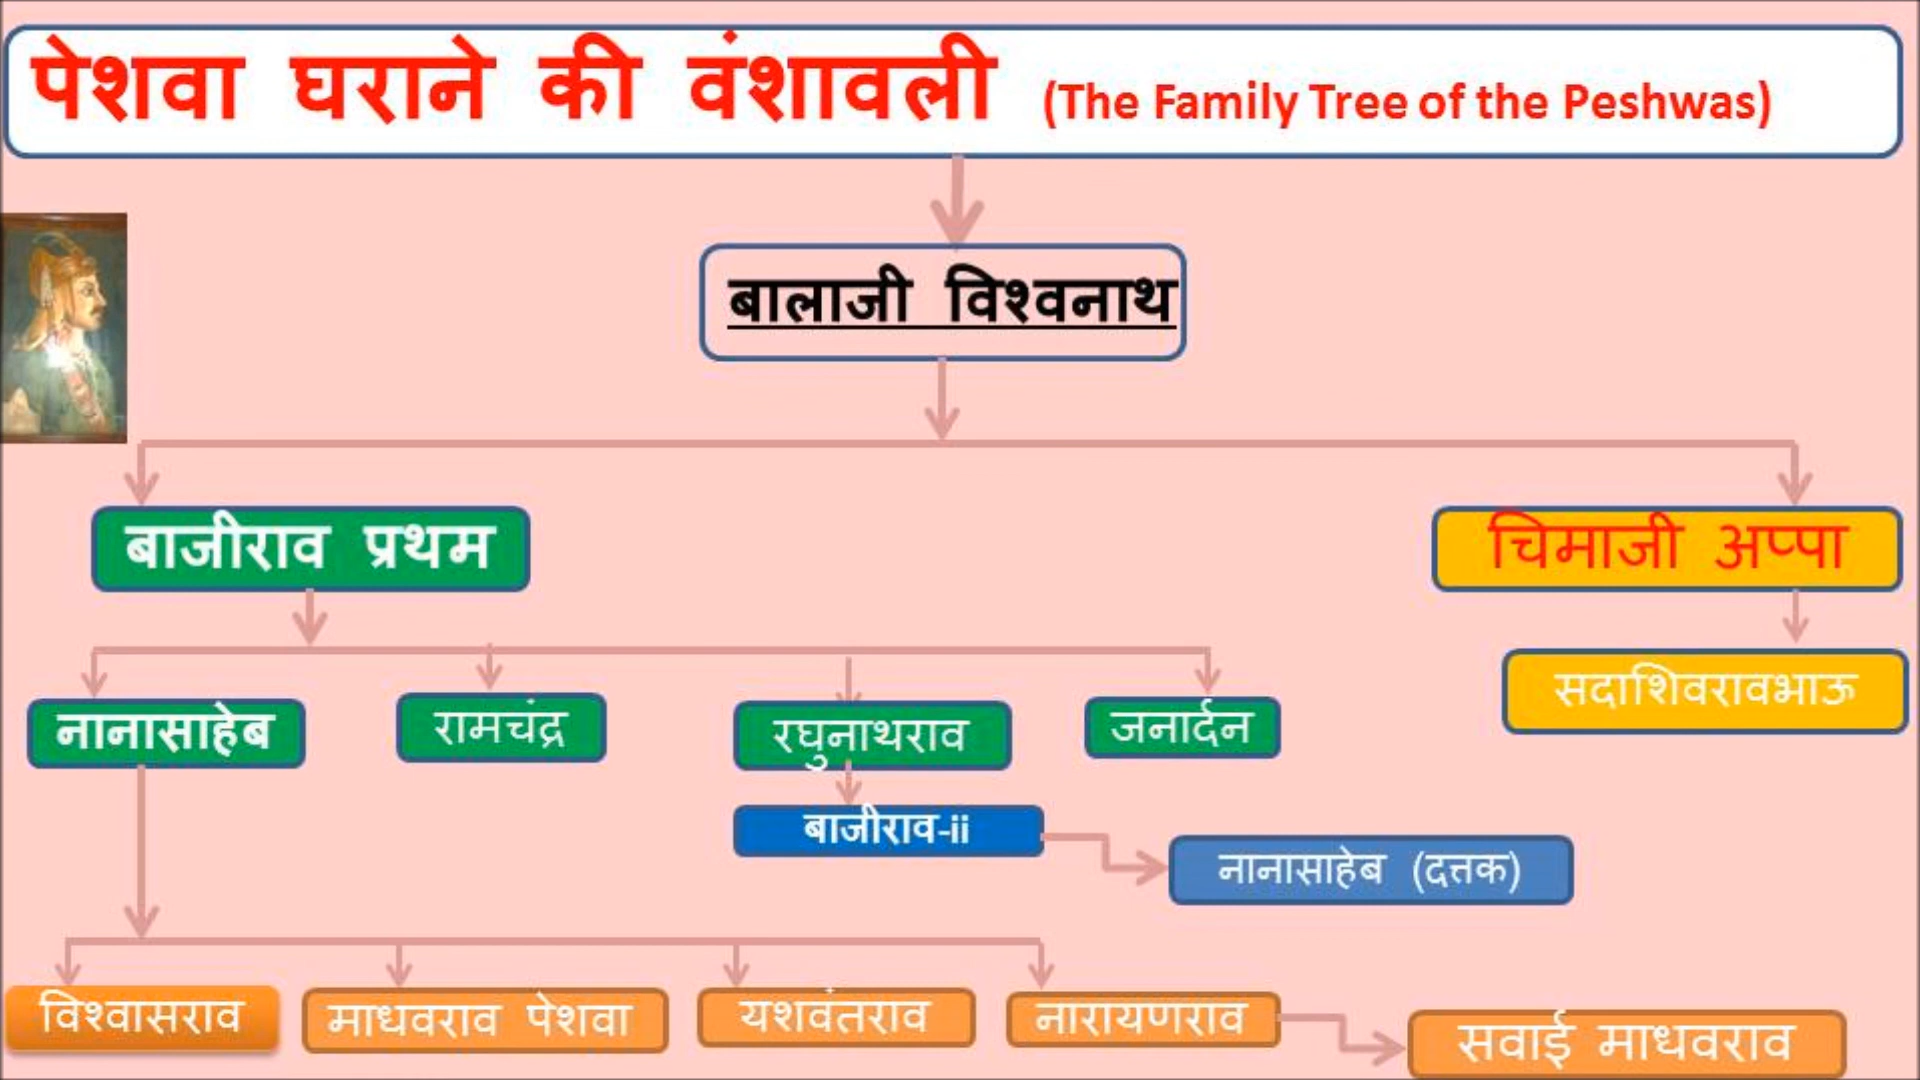 पेशवा घराने की वंशावली (The Family Tree of the Peshwas)
बालाजी विश्वनाथ
बाजीराव प्रथम
चिमाजी अप्पा
नानासाहेब
रामचंद्र
रघुनाथराव
जनार्दन
सदाशिवरावभाऊ
बाजीराव-ii
नानासाहेब (दत्तक)
विश्वासराव
माधवराव पेशवा
यशवंतराव
नारायणराव
सवाई माधवराव